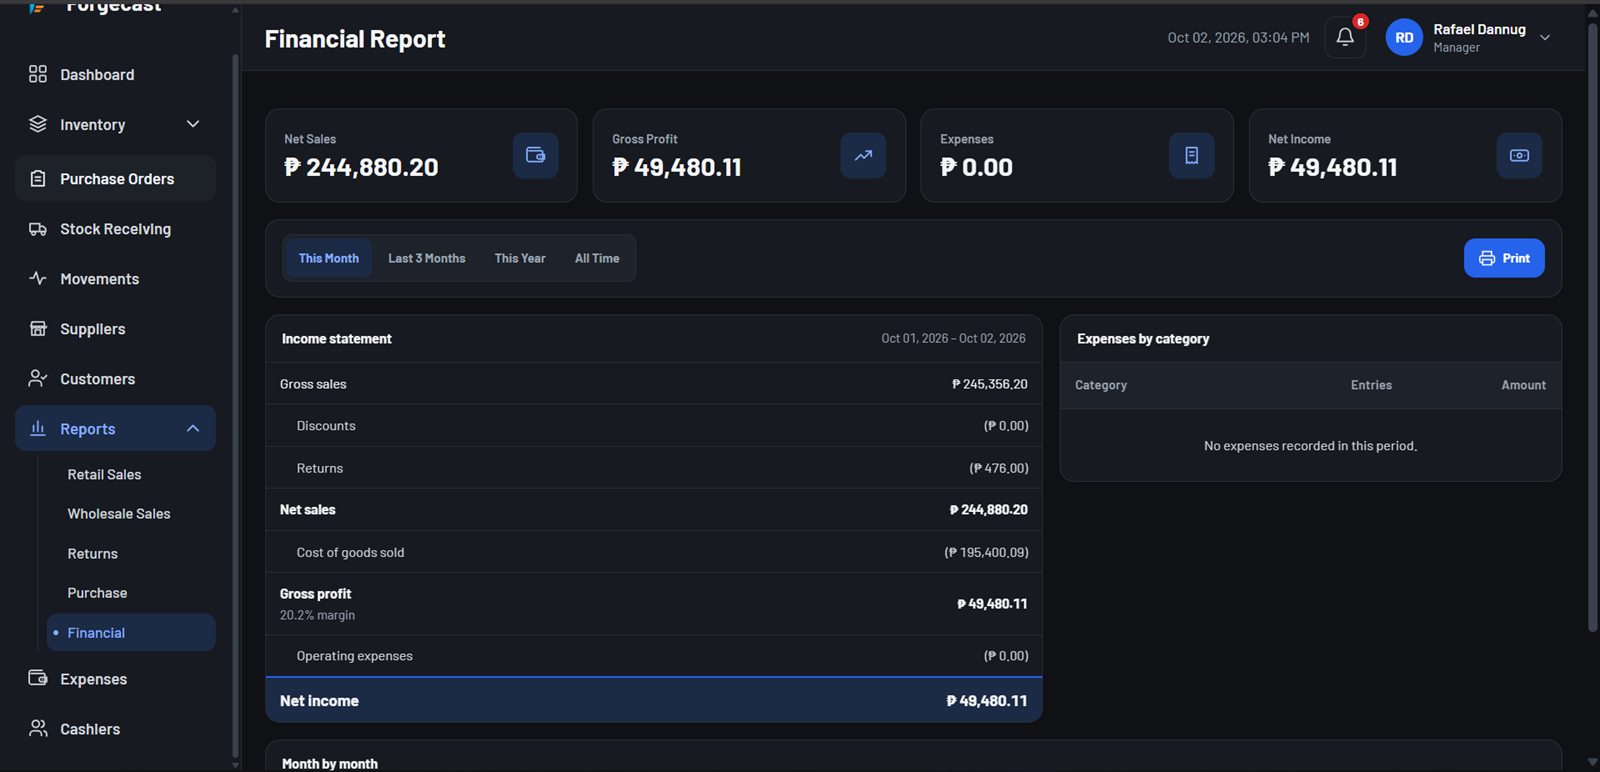 Forgecast
Dashboard
Inventory
Purchase Orders
Stock Receiving
Movements
Suppliers
Customers
Reports
Retail Sales
Wholesale Sales
Returns
Purchase
Financial
Expenses
Cashiers
Financial Report
Oct 02, 2026, 03:04 PM
6
RD
Rafael Dannug
Manager
Net Sales
₱ 244,880.20
Gross Profit
₱ 49,480.11
Expenses
₱ 0.00
Net Income
₱ 49,480.11
This Month
Last 3 Months
This Year
All Time
Print
Income statement
Oct 01, 2026 – Oct 02, 2026
Gross sales
₱ 245,356.20
Discounts
(₱ 0.00)
Returns
(₱ 476.00)
Net sales
₱ 244,880.20
Cost of goods sold
(₱ 195,400.09)
Gross profit
20.2% margin
₱ 49,480.11
Operating expenses
(₱ 0.00)
Net income
₱ 49,480.11
Expenses by category
Category Entries Amount
No expenses recorded in this period.
Month by month